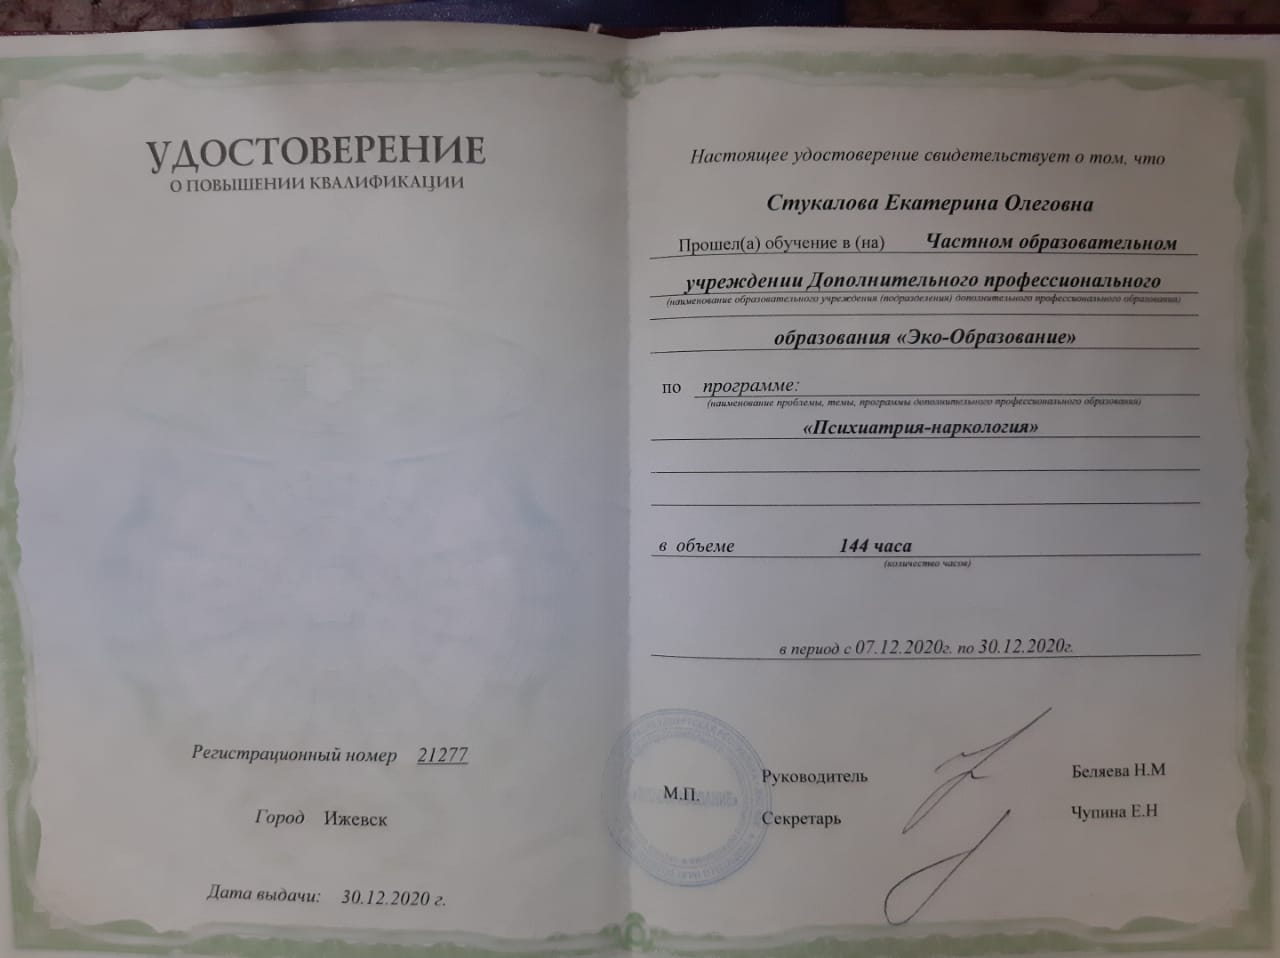 УДОСТОВЕРЕНИЕ
О ПОВЫШЕНИИ КВАЛИФИКАЦИИ
Регистрационный номер 21277
Город Ижевск
Дата выдачи: 30.12.2020 г.
Настоящее удостоверение свидетельствует о том, что
Стукалова Екатерина Олеговна
Прошел(а) обучение в (на) Частном образовательном
учреждении Дополнительного профессионального
(наименование образовательного учреждения (подразделения) дополнительного профессионального образования)
образования «Эко-Образование»
по программе:
(наименование проблемы, темы, программы дополнительного профессионального образования)
«Психиатрия-наркология»
в объеме 144 часа
(количество часов)
в период с 07.12.2020г. по 30.12.2020г.
М.П.
Руководитель Беляева Н.М
Секретарь Чупина Е.Н